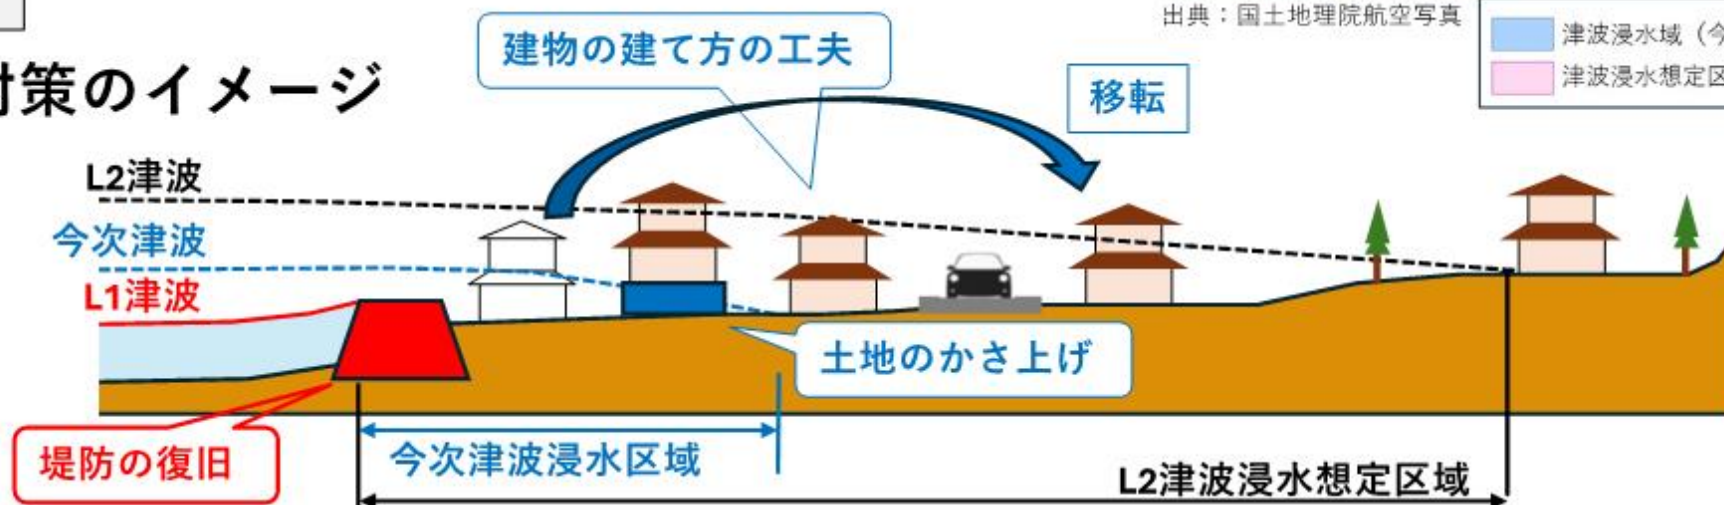 出典：国土地理院航空写真
津波浸水域（今
津波浸水想定区
対策のイメージ
建物の建て方の工夫
移転
L2津波
今次津波
L1津波
土地のかさ上げ
堤防の復旧
今次津波浸水区域
L2津波浸水想定区域